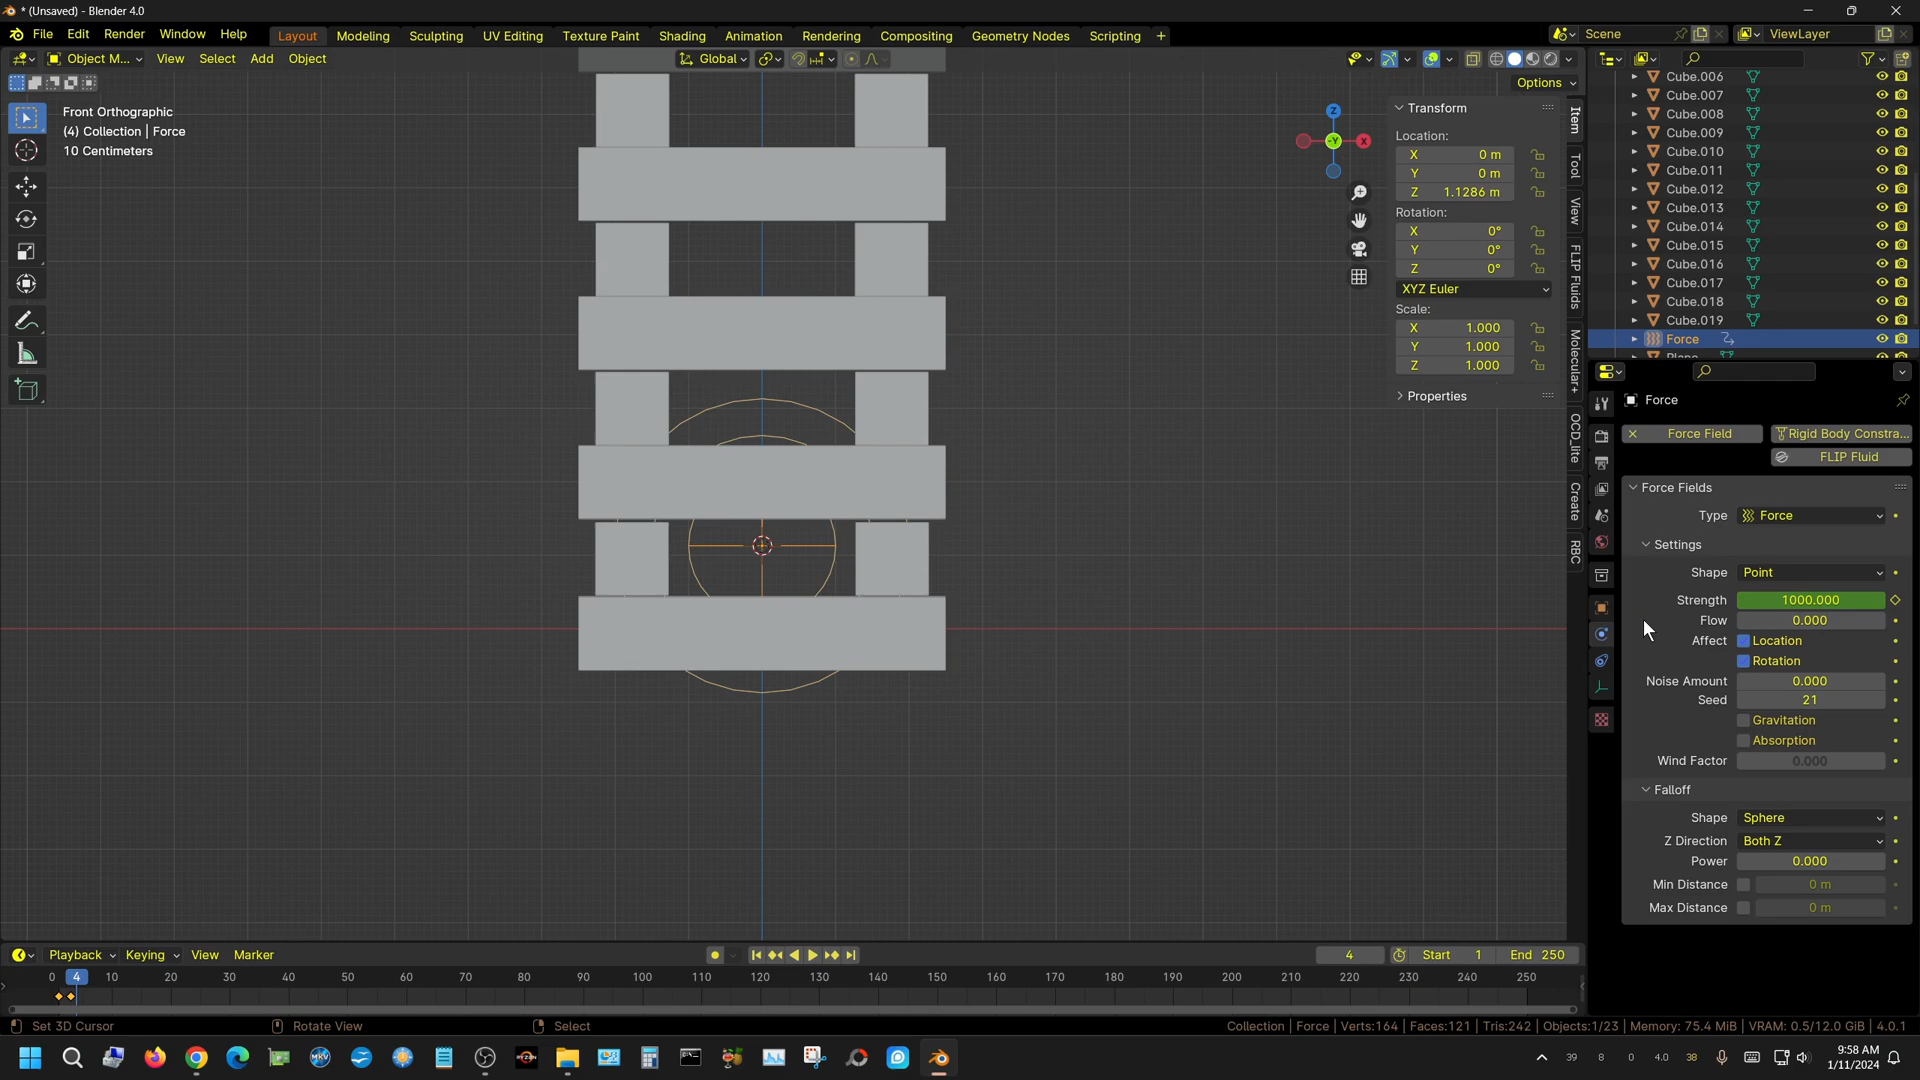 * (Unsaved) - Blender 4.0
File Edit Render Window Help Layout Modeling Sculpting UV Editing Texture Paint Shading Animation Rendering Compositing Geometry Nodes Scripting + Scene ViewLayer
Object M... View Select Add Object Global
Options
Front Orthographic
(4) Collection | Force
10 Centimeters
Z
-Y
X
Transform
Location:
X 0 m
Y 0 m
Z 1.1286 m
Rotation:
X 0°
Y 0°
Z 0°
XYZ Euler
Scale:
X 1.000
Y 1.000
Z 1.000
Properties
Item
Tool
View
FLIP Fluids
Molecular+
OCD_lite
Create
RBC
Cube.006
Cube.007
Cube.008
Cube.009
Cube.010
Cube.011
Cube.012
Cube.013
Cube.014
Cube.015
Cube.016
Cube.017
Cube.018
Cube.019
Force
Plane
Force
Force Field Rigid Body Constra...
FLIP Fluid
Force Fields
Type Force
Settings
Shape Point
Strength 1000.000
Flow 0.000
Affect Location
Rotation
Noise Amount 0.000
Seed 21
Gravitation
Absorption
Wind Factor 0.000
Falloff
Shape Sphere
Z Direction Both Z
Power 0.000
Min Distance 0 m
Max Distance 0 m
Playback Keying View Marker 4 Start 1 End 250
0 4 10 20 30 40 50 60 70 80 90 100 110 120 130 140 150 160 170 180 190 200 210 220 230 240 250
Set 3D Cursor Rotate View Select Collection | Force | Verts:164 | Faces:121 | Tris:242 | Objects:1/23 | Memory: 75.4 MiB | VRAM: 0.5/12.0 GiB | 4.0.1
MKV RYZEN 39 8 0 4.0 38 9:58 AM
1/11/2024